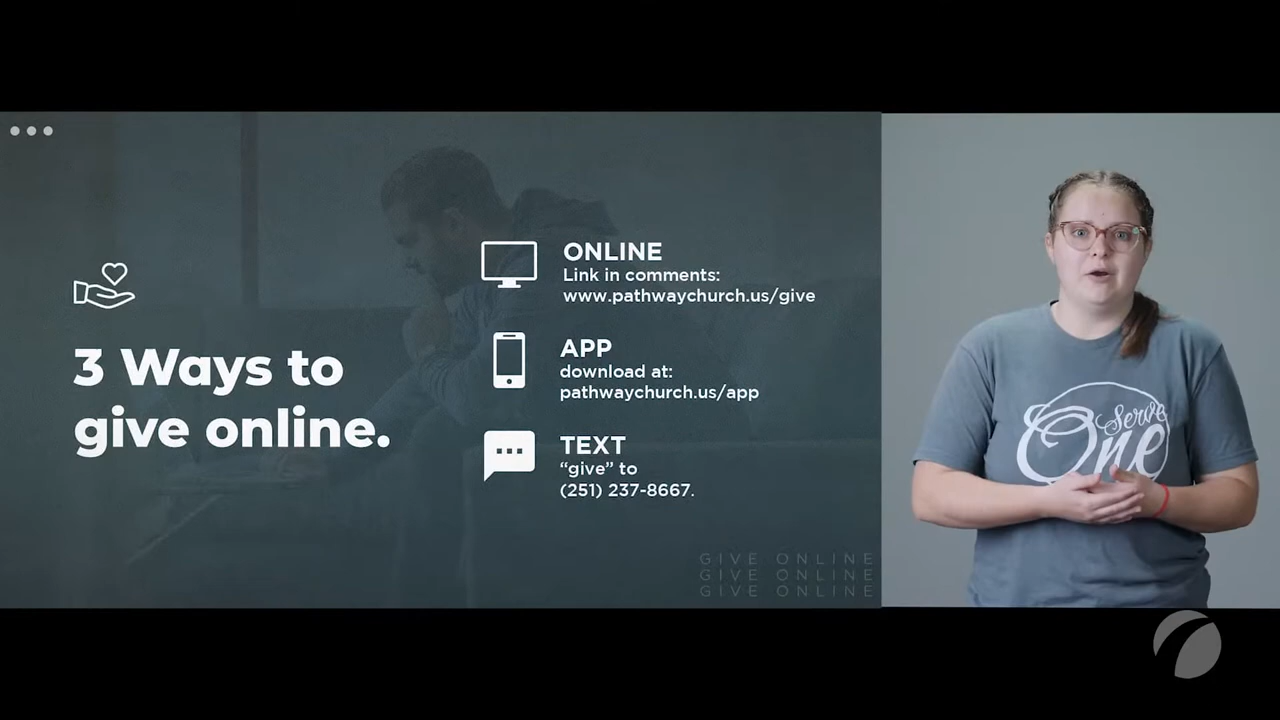 3 Ways to
give online.
ONLINE
Link in comments:
www.pathwaychurch.us/give
APP
download at:
pathwaychurch.us/app
TEXT
“give” to
(251) 237-8667.
GIVE ONLINE
GIVE ONLINE
GIVE ONLINE
Serve
One